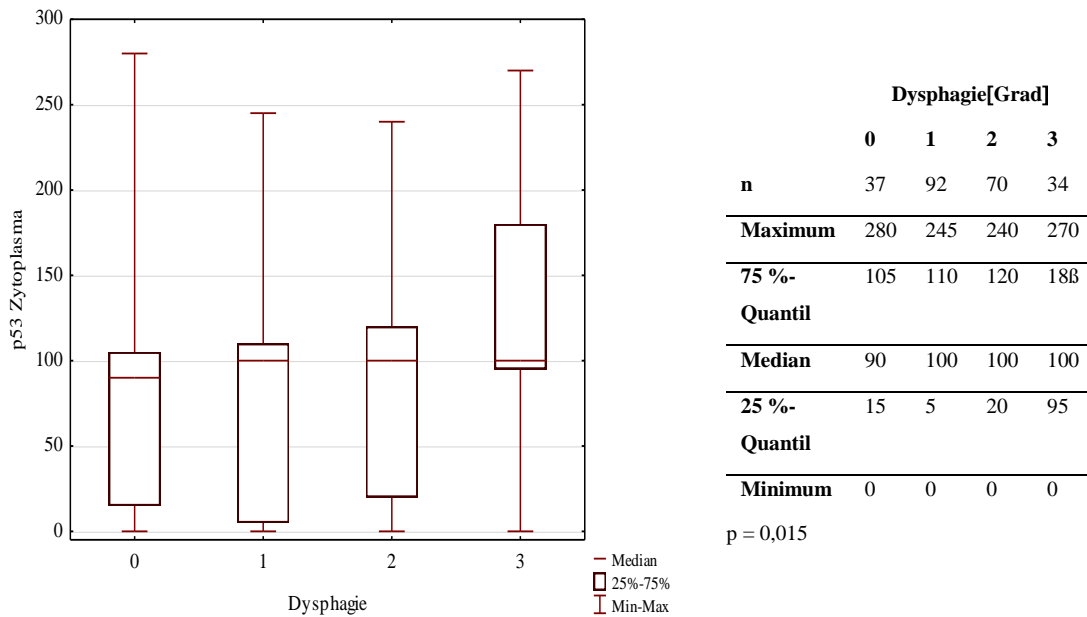 300
250
200
150
100
50
0
p53 Zytoplasma
0 1 2 3
Dysphagie
Median
25%-75%
Min-Max
Dysphagie[Grad]
0 1 2 3
n 37 92 70 34
Maximum 280 245 240 270
75 %- 105 110 120 18ß
Quantil
Median 90 100 100 100
25 %- 15 5 20 95
Quantil
Minimum 0 0 0 0
p = 0,015